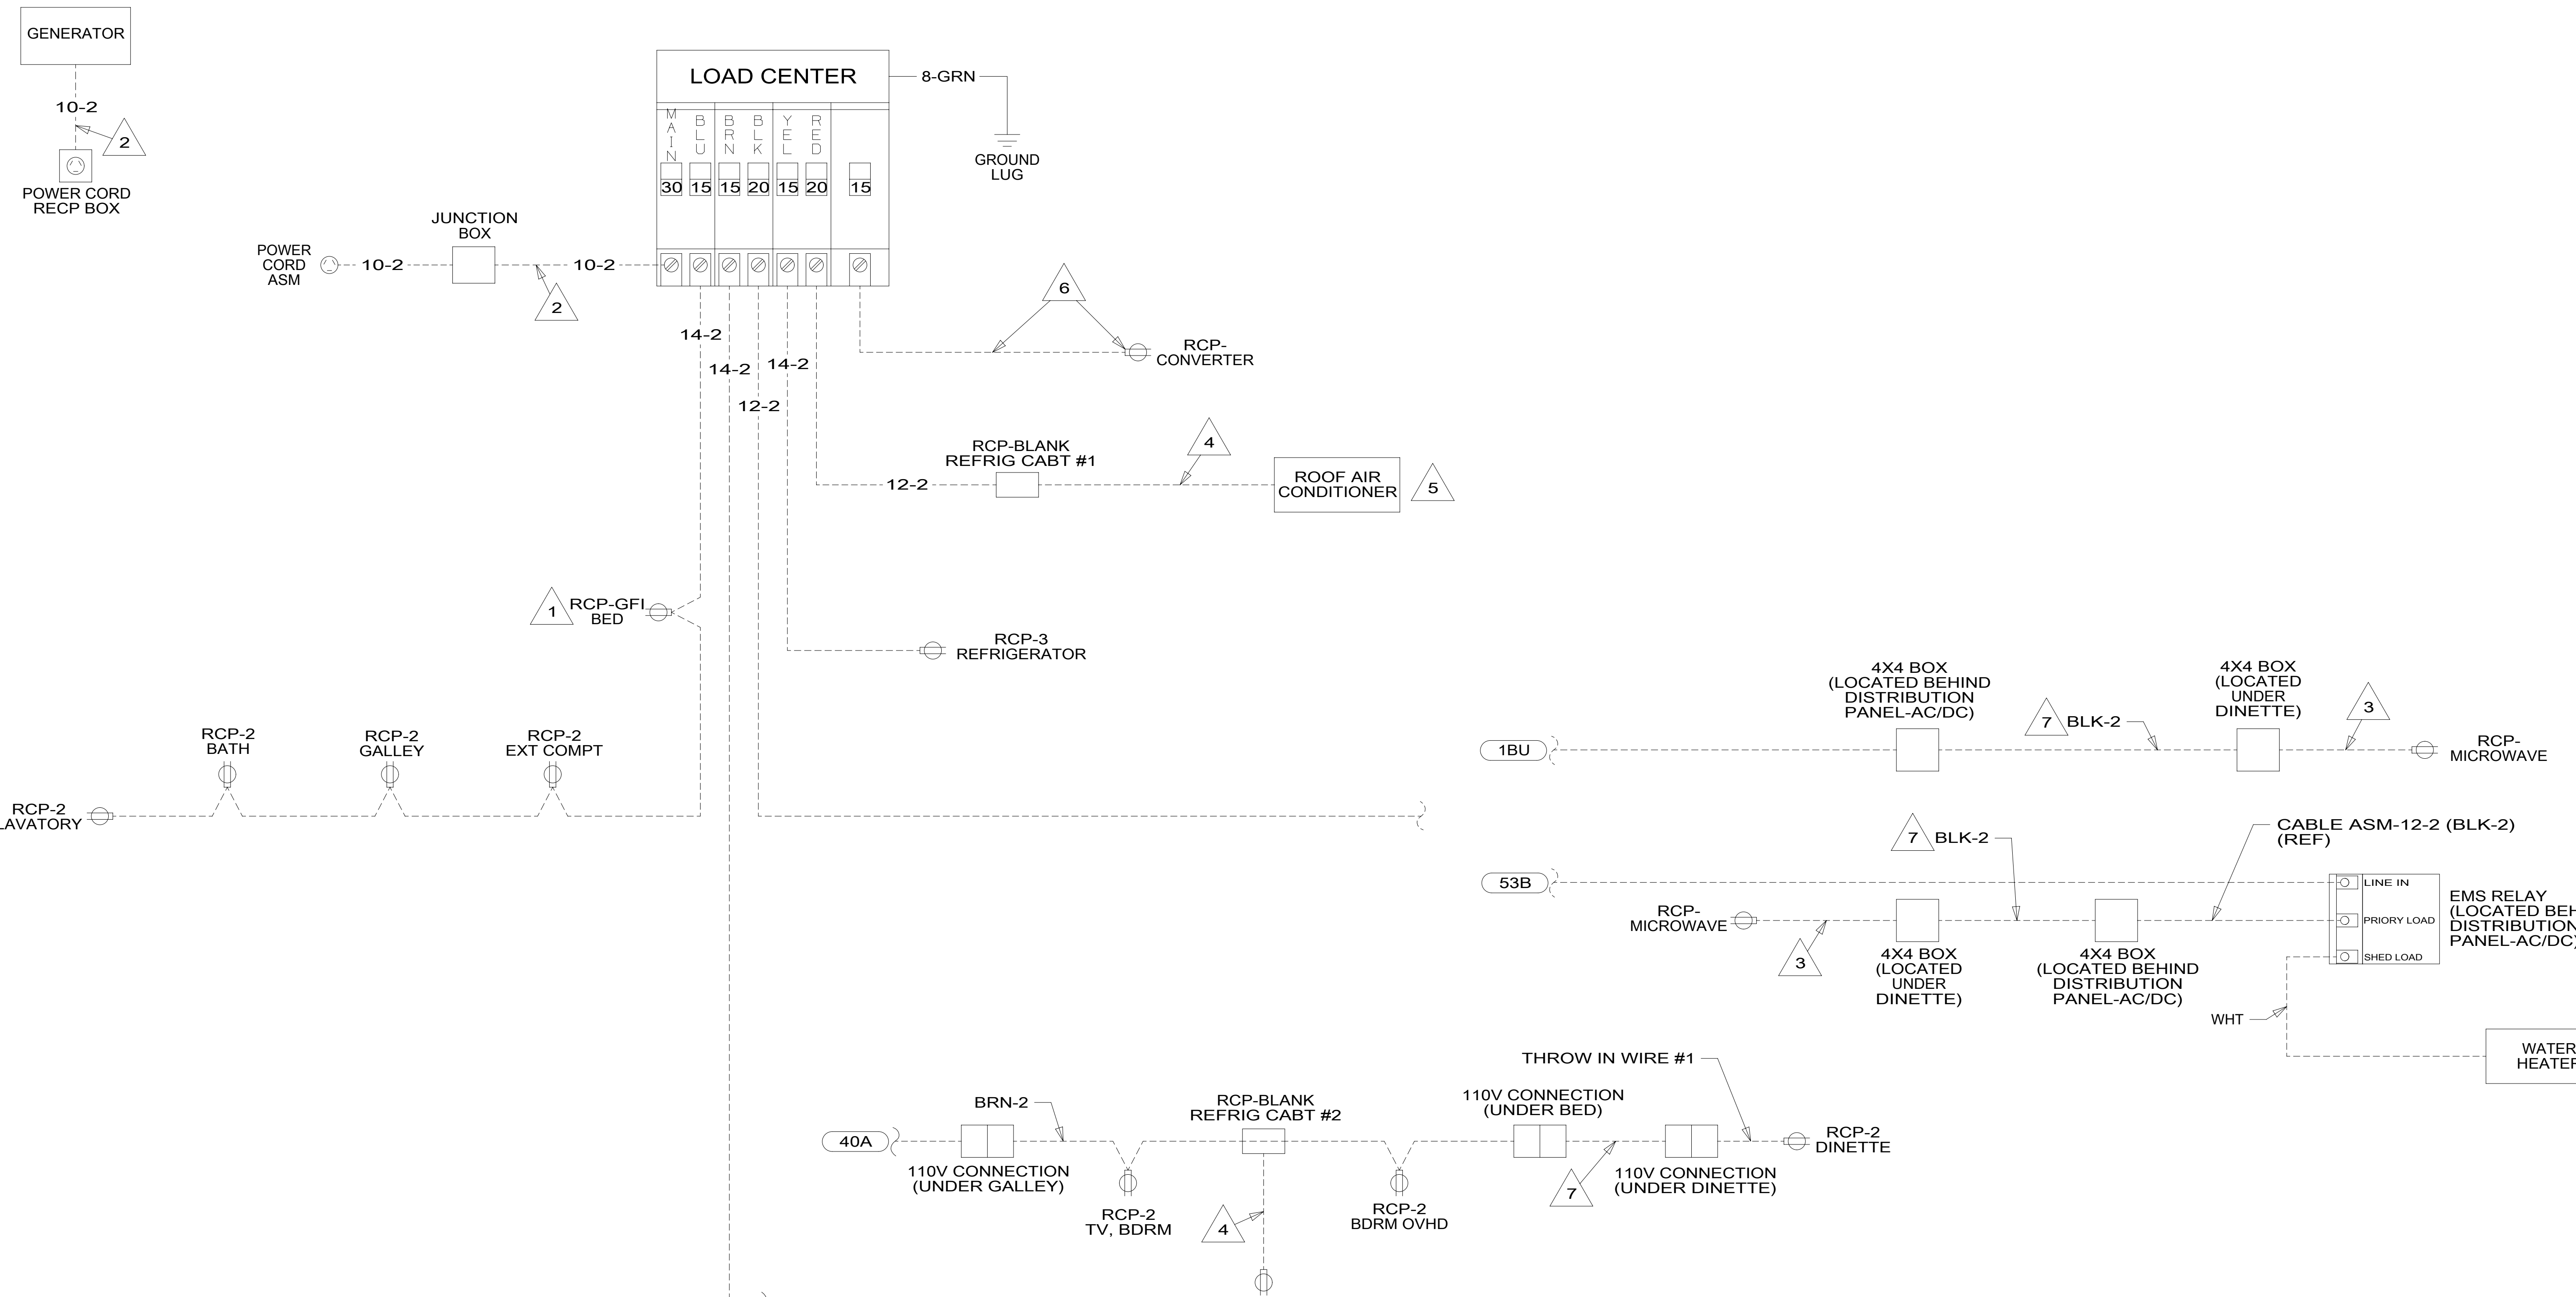 GENERATOR
10-2
2
POWER CORD
RECP BOX
LOAD CENTER
8-GRN
GROUND
LUG
MAIN
BLU
BRN
BLK
YEL
RED
30
15
15
20
15
20
15
JUNCTION
BOX
POWER
CORD
ASM
10-2
10-2
2
14-2
14-2
14-2
12-2
6
RCP-
CONVERTER
RCP-BLANK
REFRIG CABT #1
12-2
4
ROOF AIR
CONDITIONER
5
1
RCP-GFI
BED
RCP-3
REFRIGERATOR
RCP-2
BATH
RCP-2
GALLEY
RCP-2
EXT COMPT
RCP-2
LAVATORY
4X4 BOX
(LOCATED BEHIND
DISTRIBUTION
PANEL-AC/DC)
7
BLK-2
4X4 BOX
(LOCATED
UNDER
DINETTE)
3
1BU
RCP-
MICROWAVE
7
BLK-2
CABLE ASM-12-2 (BLK-2)
(REF)
53B
LINE IN
PRIORY LOAD
SHED LOAD
EMS RELAY
(LOCATED BEH
DISTRIBUTION
PANEL-AC/DC)
RCP-
MICROWAVE
3
4X4 BOX
(LOCATED
UNDER
DINETTE)
4X4 BOX
(LOCATED BEHIND
DISTRIBUTION
PANEL-AC/DC)
WHT
WATER
HEATER
THROW IN WIRE #1
BRN-2
RCP-BLANK
REFRIG CABT #2
110V CONNECTION
(UNDER BED)
40A
RCP-2
DINETTE
110V CONNECTION
(UNDER GALLEY)
RCP-2
TV, BDRM
4
RCP-2
BDRM OVHD
7
110V CONNECTION
(UNDER DINETTE)